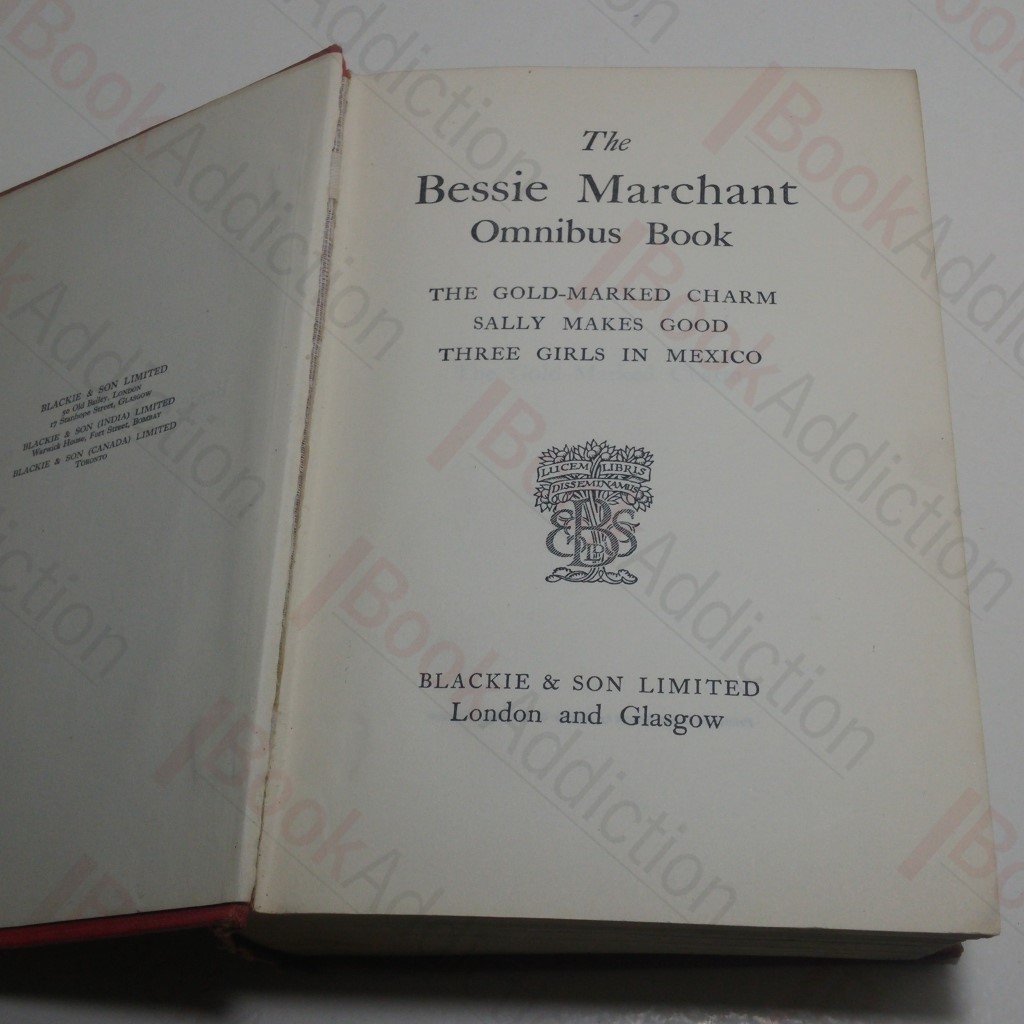 BLACKIE & SON LIMITED
50 Old Bailey, LONDON
17 Stanhope Street, GLASGOW
BLACKIE & SON (INDIA) LIMITED
Warwick House, Fort Street, BOMBAY
BLACKIE & SON (CANADA) LIMITED
TORONTO
The
Bessie Marchant
Omnibus Book
THE GOLD-MARKED CHARM
SALLY MAKES GOOD
THREE GIRLS IN MEXICO
LUCEM LIBRIS
DISSEMINAMUS
BLACKIE & SON LIMITED
London and Glasgow
BookAddiction